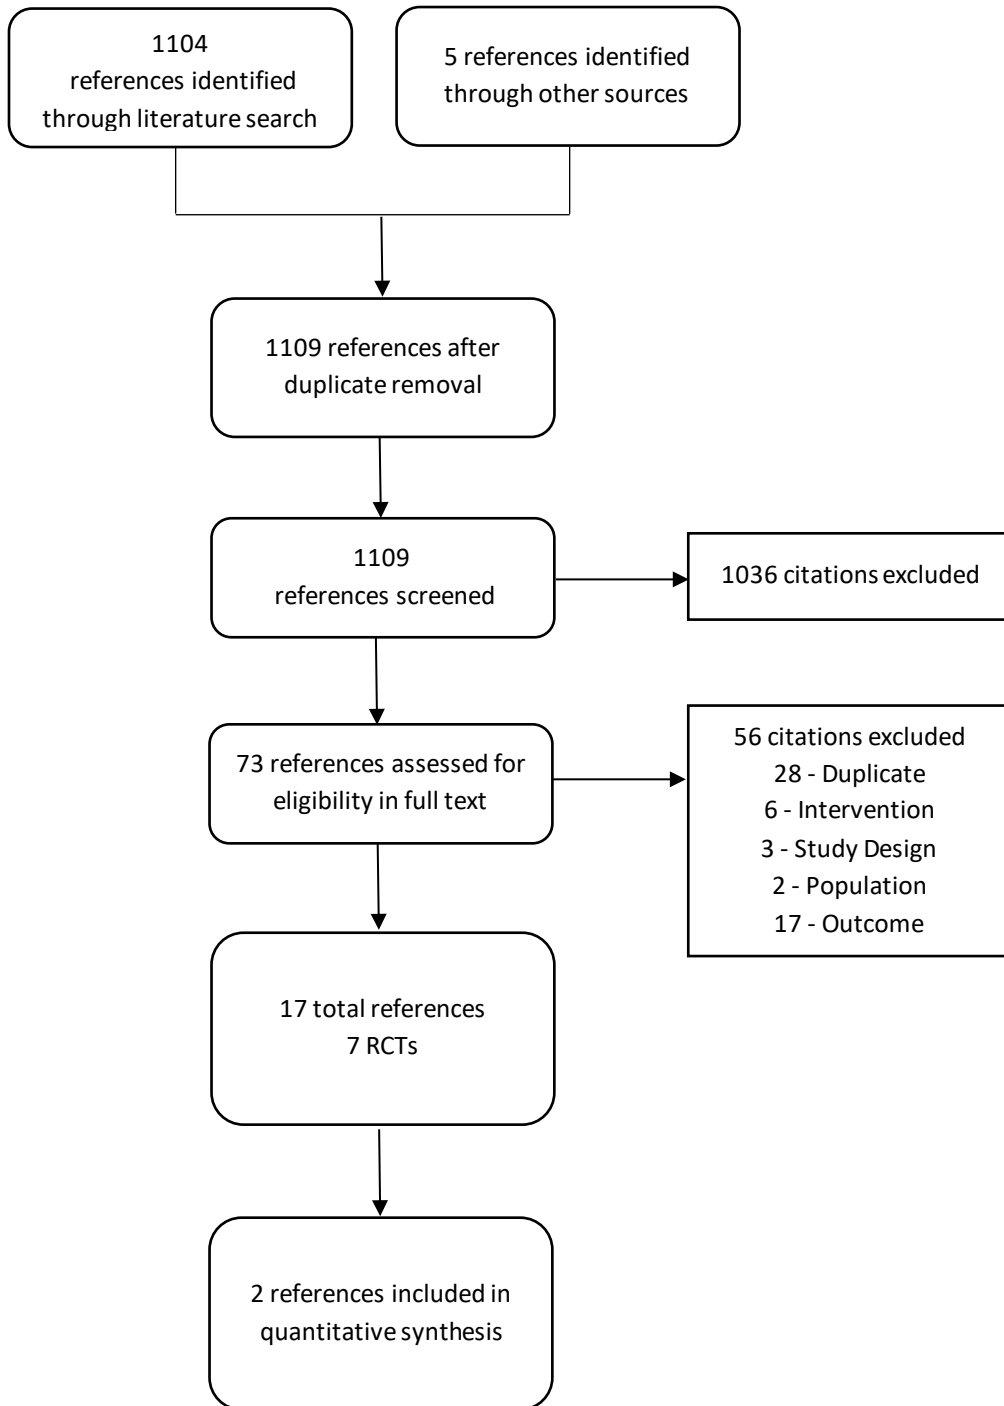 1104
references identified
through literature search
5 references identified
through other sources
1109 references after
duplicate removal
1109
references screened
1036 citations excluded
73 references assessed for
eligibility in full text
56 citations excluded
28 - Duplicate
6 - Intervention
3 - Study Design
2 - Population
17 - Outcome
17 total references
7 RCTs
2 references included in
quantitative synthesis